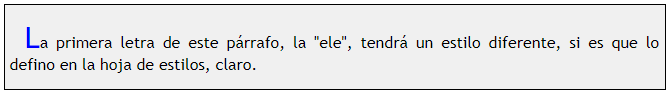 La primera letra de este párrafo, la "ele", tendrá un estilo diferente, si es que lo
defino en la hoja de estilos, claro.